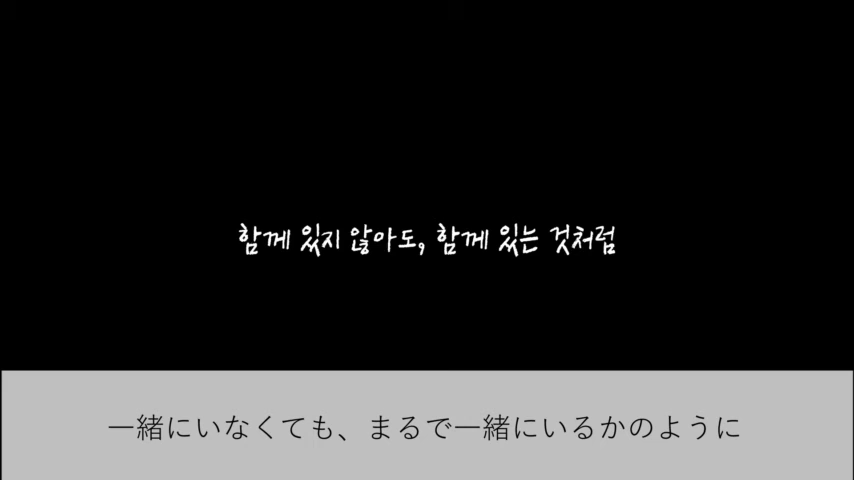 함께 있지 않아도, 함께 있는 것처럼
一緒にいなくても、まるで一緒にいるかのように